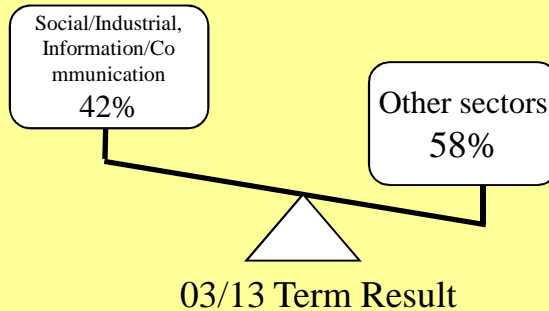 Social/Industrial,
Information/Co
mmunication
42%
Other sectors
58%
03/13 Term Result